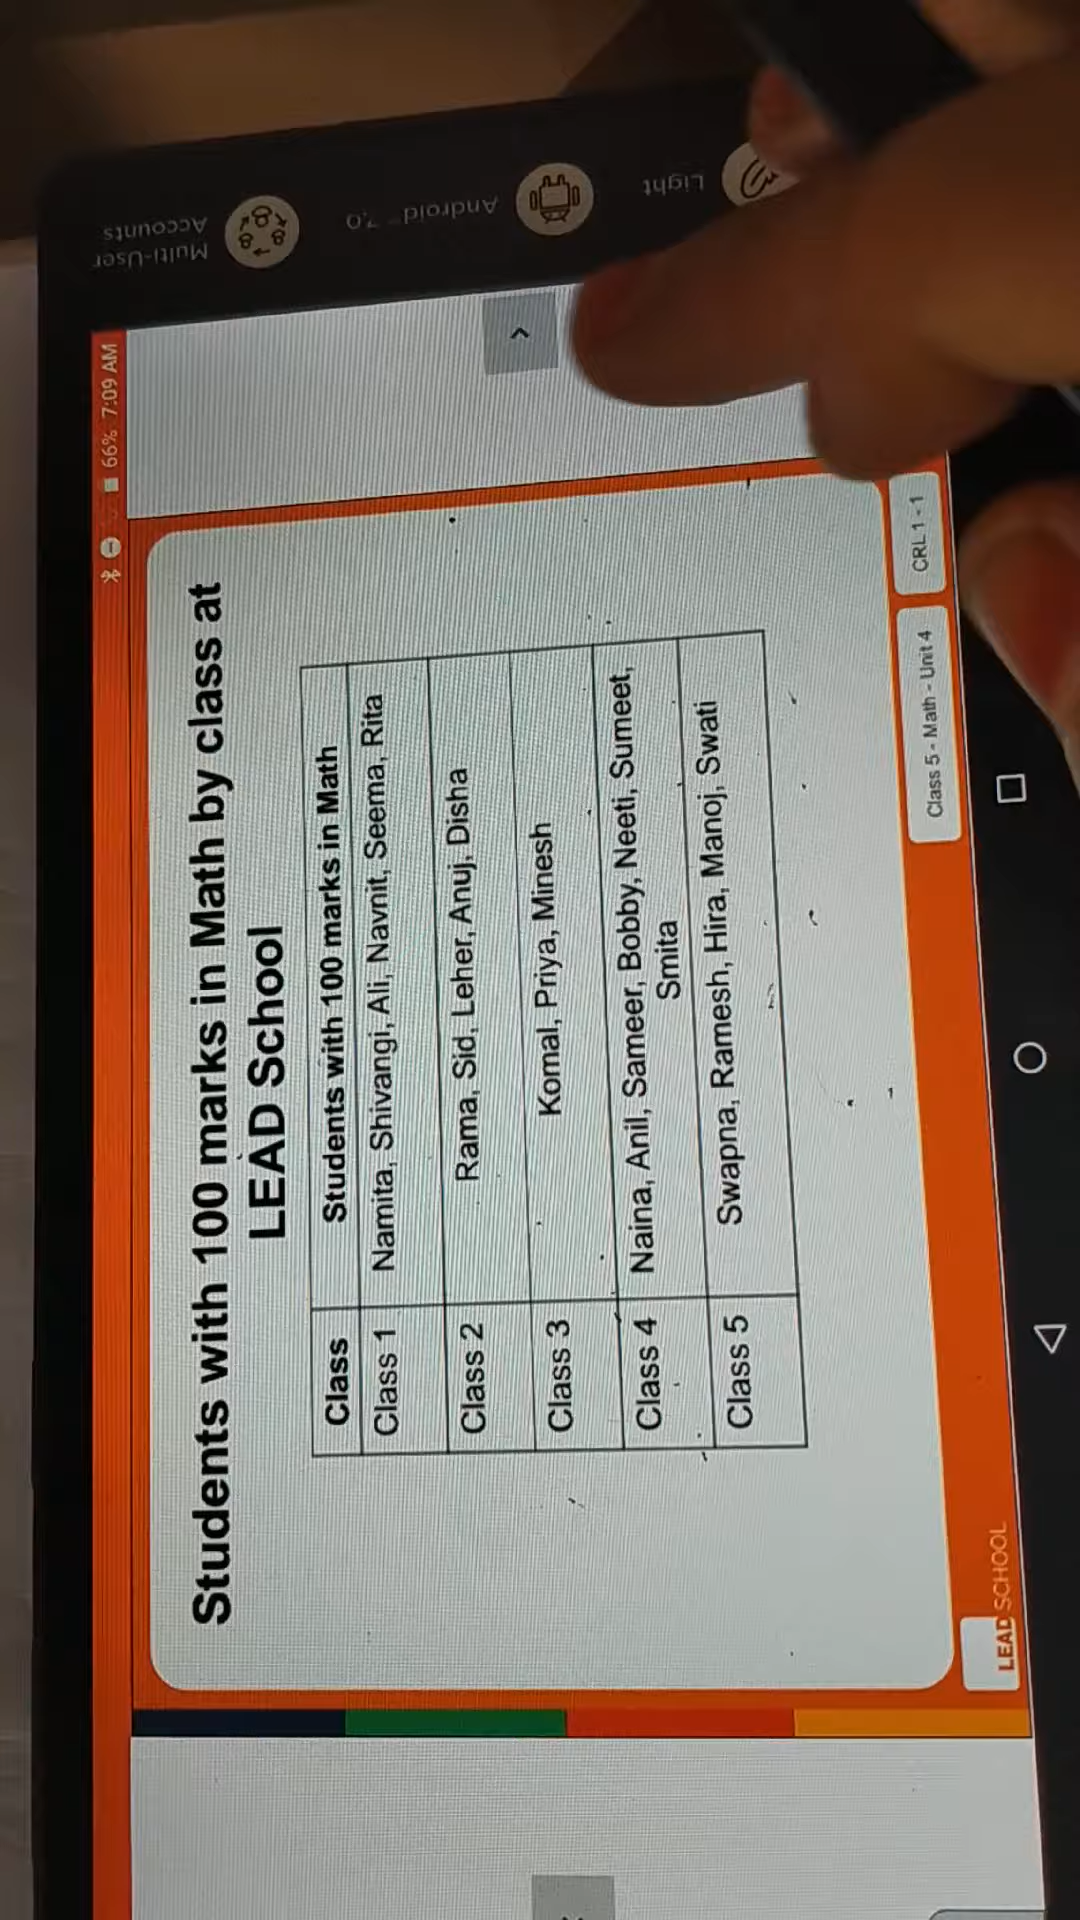 Multi-User
Accounts
Android™ 7.0
Light
66% 7:09 AM
Students with 100 marks in Math by class at
LEAD School
Class Students with 100 marks in Math
Class 1 Namita, Shivangi, Ali, Navnit, Seema, Rita
Class 2 Rama, Sid, Leher, Anuj, Disha
Class 3 Komal, Priya, Minesh
Class 4 Naina, Anil, Sameer, Bobby, Neeti, Sumeet,
Smita
Class 5 Swapna, Ramesh, Hira, Manoj, Swati
LEAD SCHOOL
Class 5 - Math - Unit 4
CRL 1 - 1